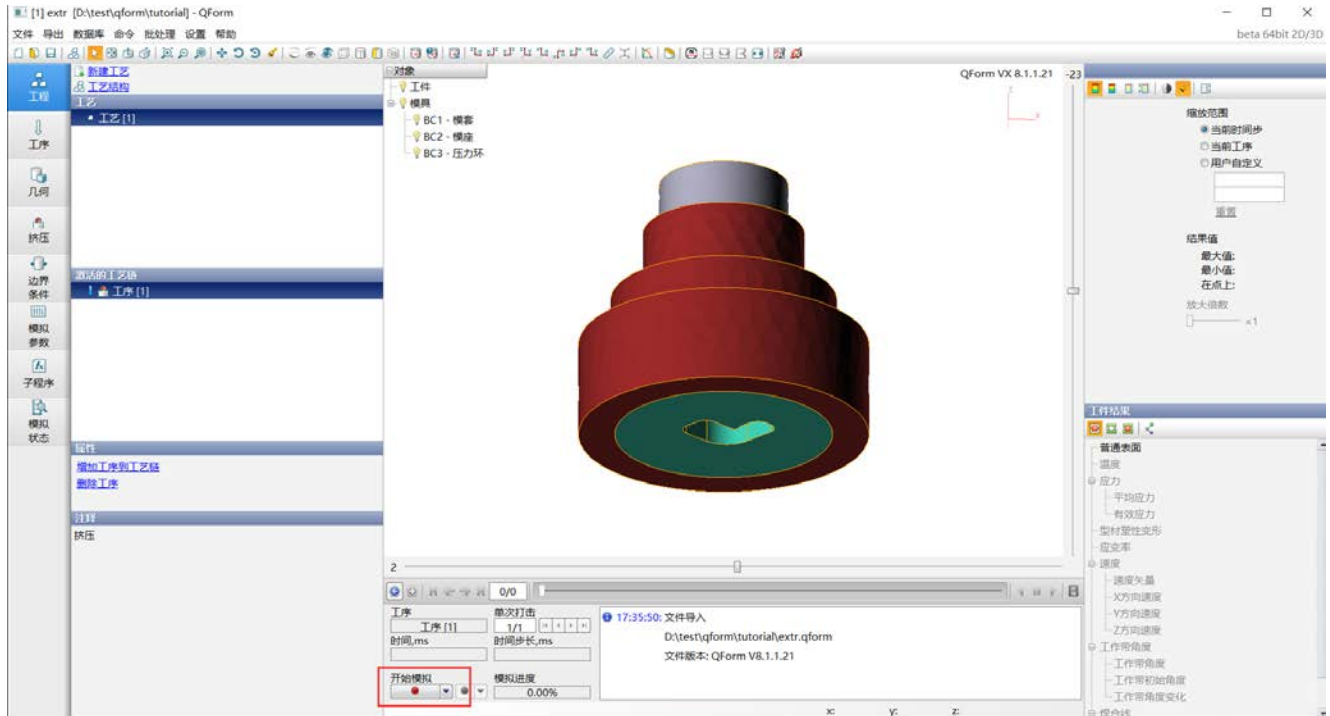 [1] extr [D:\test\qform\tutorial] - QForm
文件 导出 数据库 命令 批处理 设置 帮助
beta 64bit 2D/3D
工程
工序
几何
挤压
边界
条件
模拟
参数
子程序
模拟
状态
新建工艺
工艺结构
工艺
工艺 [1]
激活的工艺链
工序 [1]
属性
增加工序到工艺链
删除工序
注释
挤压
对象
工件
模具
BC1 - 模套
BC2 - 模座
BC3 - 压力环
QForm VX 8.1.1.21
-23
2
0/0
工序
单次打击
工序 [1]
1/1
时间,ms
时间步长,ms
开始模拟
模拟进度
0.00%
17:35:50: 文件导入
D:\test\qform\tutorial\extr.qform
文件版本: QForm V8.1.1.21
x: y: z:
缩放范围
当前时间步
当前工序
用户自定义
重置
结果值
最大值:
最小值:
在点上:
放大倍数
×1
工件结果
普通表面
温度
应力
平均应力
有效应力
型材塑性变形
应变率
速度
速度矢量
X方向速度
Y方向速度
Z方向速度
工作带角度
工作带角度
工作带初始角度
工作带角度变化
焊合线